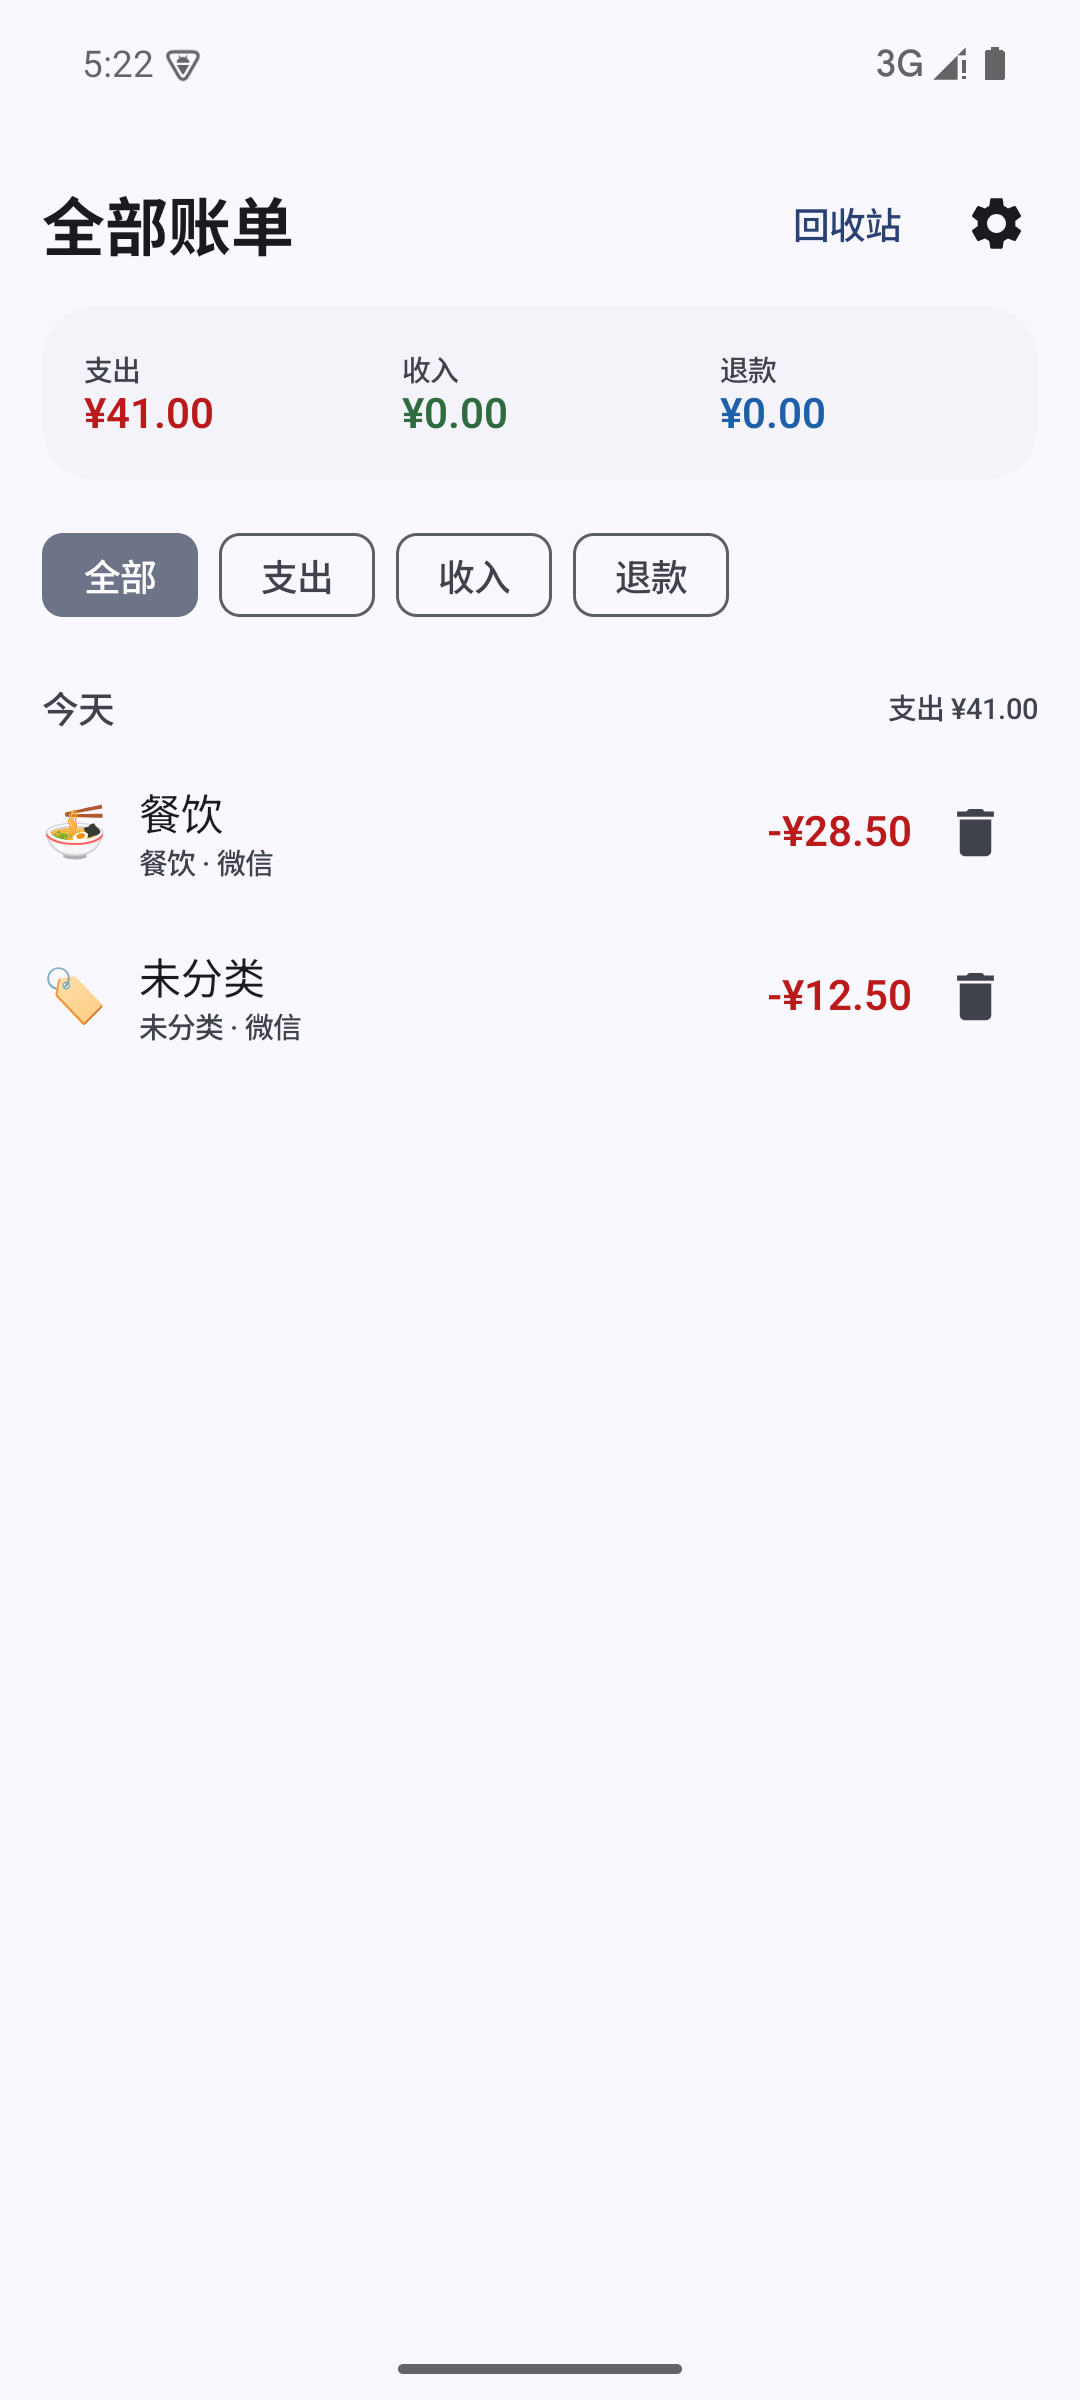 5:22
3G
全部账单
回收站
支出
收入
退款
¥41.00
¥0.00
¥0.00
全部
支出
收入
退款
今天
支出 ¥41.00
餐饮
餐饮 · 微信
-¥28.50
未分类
未分类 · 微信
-¥12.50